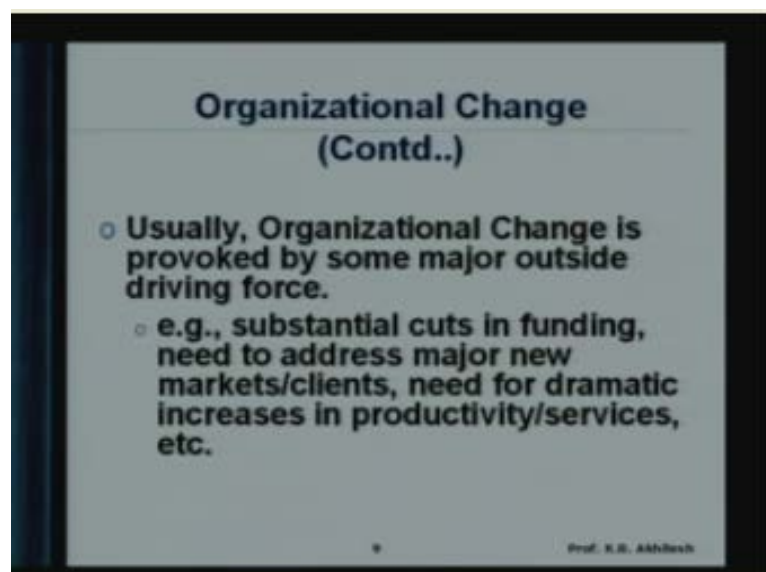 Organizational Change
(Contd..)
o Usually, Organizational Change is
provoked by some major outside
driving force.
o e.g., substantial cuts in funding,
need to address major new
markets/clients, need for dramatic
increases in productivity/services,
etc.
9
Prof. K.B. Akhilesh